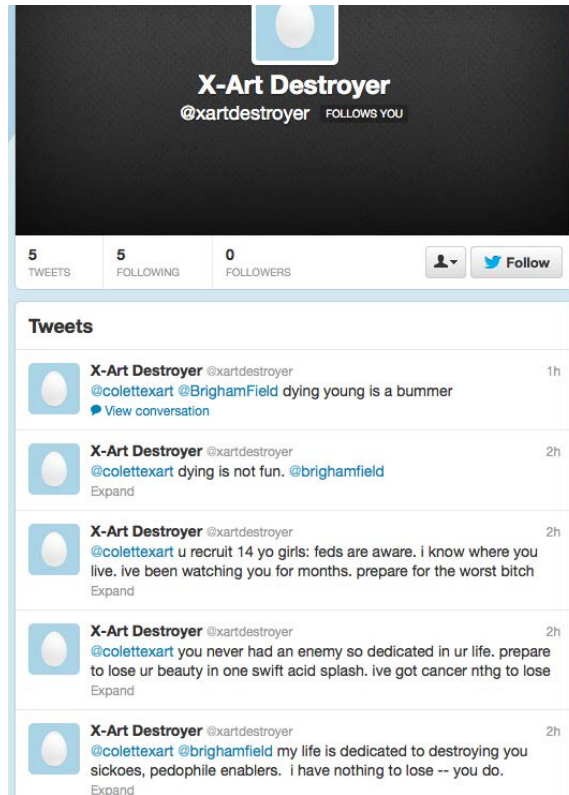 X-Art Destroyer
@xartdestroyer FOLLOWS YOU
5 5 0
TWEETS FOLLOWING FOLLOWERS
Follow
Tweets
X-Art Destroyer @xartdestroyer 1h
@colettexart @BrighamField dying young is a bummer
View conversation
X-Art Destroyer @xartdestroyer 2h
@colettexart dying is not fun. @brighamfield
Expand
X-Art Destroyer @xartdestroyer 2h
@colettexart u recruit 14 yo girls: feds are aware. i know where you
live. ive been watching you for months. prepare for the worst bitch
Expand
X-Art Destroyer @xartdestroyer 2h
@colettexart you never had an enemy so dedicated in ur life. prepare
to lose ur beauty in one swift acid splash. ive got cancer nthg to lose
Expand
X-Art Destroyer @xartdestroyer 2h
@colettexart @brighamfield my life is dedicated to destroying you
sickoes, pedophile enablers. i have nothing to lose -- you do.
Expand